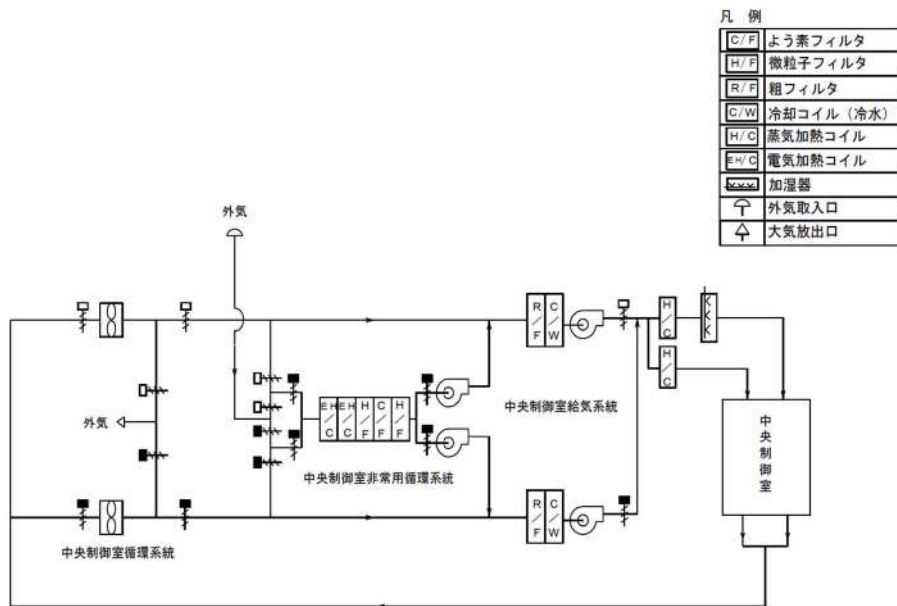 凡 例
C/F よう素フィルタ
H/F 微粒子フィルタ
R/F 粗フィルタ
C/W 冷却コイル（冷水）
H/C 蒸気加熱コイル
EH/C 電気加熱コイル
加湿器
外気取入口
大気放出口
外気
R/F
C/W
H/C
H/C
外気
EH/C
EH/C
H/F
C/F
H/F
中央制御室給気系統
中央制御室
中央制御室非常用循環系統
R/F
C/W
中央制御室循環系統